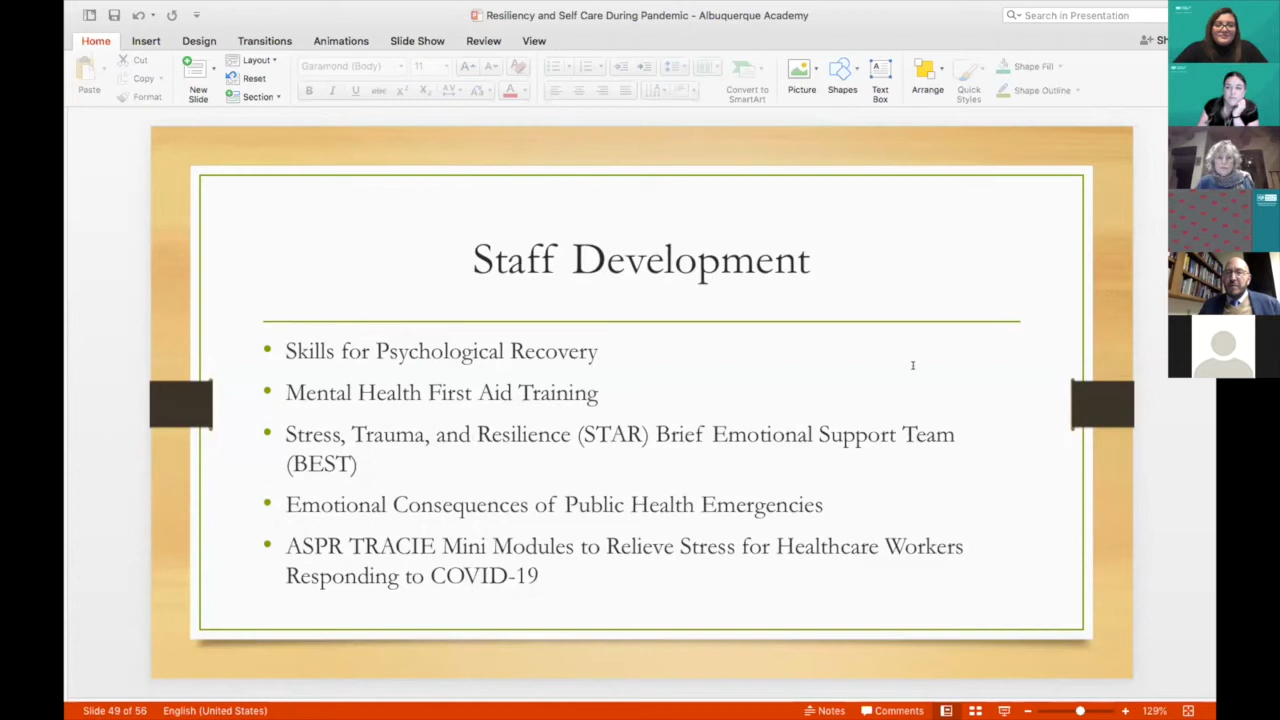 Resiliency and Self Care During Pandemic - Albuquerque Academy
Search in Presentation
Home Insert Design Transitions Animations Slide Show Review View
Paste
Cut
Copy
Format
New
Slide
Layout
Reset
Section
Garamond (Body) 11
Convert to
SmartArt
Picture
Shapes
Text
Box
Arrange
Quick
Styles
Shape Fill
Shape Outline
Staff Development
• Skills for Psychological Recovery
• Mental Health First Aid Training
• Stress, Trauma, and Resilience (STAR) Brief Emotional Support Team
(BEST)
• Emotional Consequences of Public Health Emergencies
• ASPR TRACIE Mini Modules to Relieve Stress for Healthcare Workers
Responding to COVID-19
Slide 49 of 56 English (United States) Notes Comments 129%